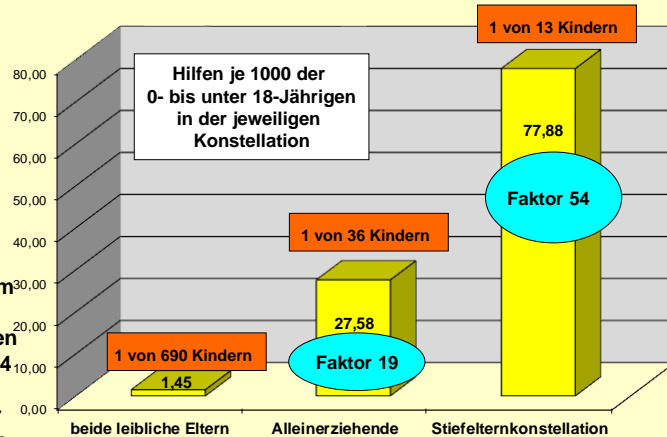 1 von 13 Kindern
Hilfen je 1000 der
0- bis unter 18-Jährigen
in der jeweiligen
Konstellation
80,00
70,00
60,00
50,00
40,00
30,00
20,00
10,00
0,00
77,88
Faktor 54
1 von 36 Kindern
27,58
Faktor 19
1 von 690 Kindern
1,45
m
en
4
beide leibliche Eltern
Alleinerziehende
Stiefelternkonstellation